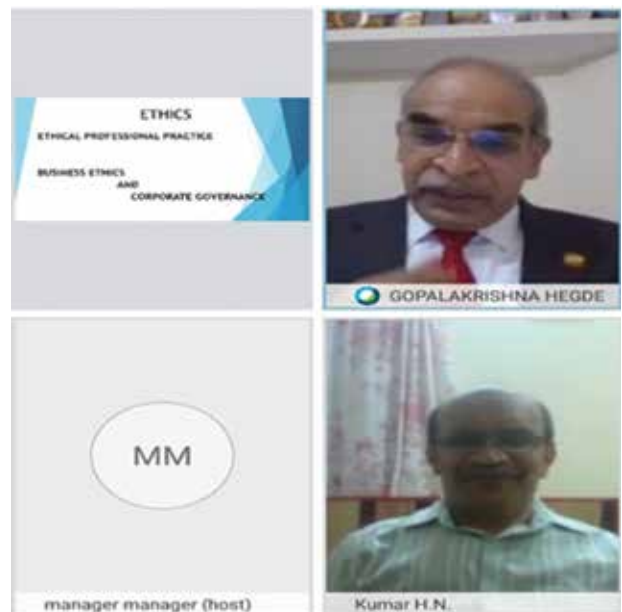 ETHICS
ETHICAL PROFESSIONAL PRACTICE
BUSINESS ETHICS
AND
CORPORATE GOVERNANCE
GOPALAKRISHNA HEGDE
MM
manager manager (host)
Kumar H.N.